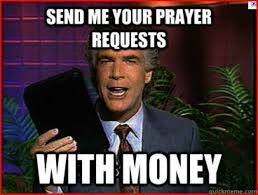 SEND ME YOUR PRAYER
REQUESTS
WITH MONEY
quickmeme.com